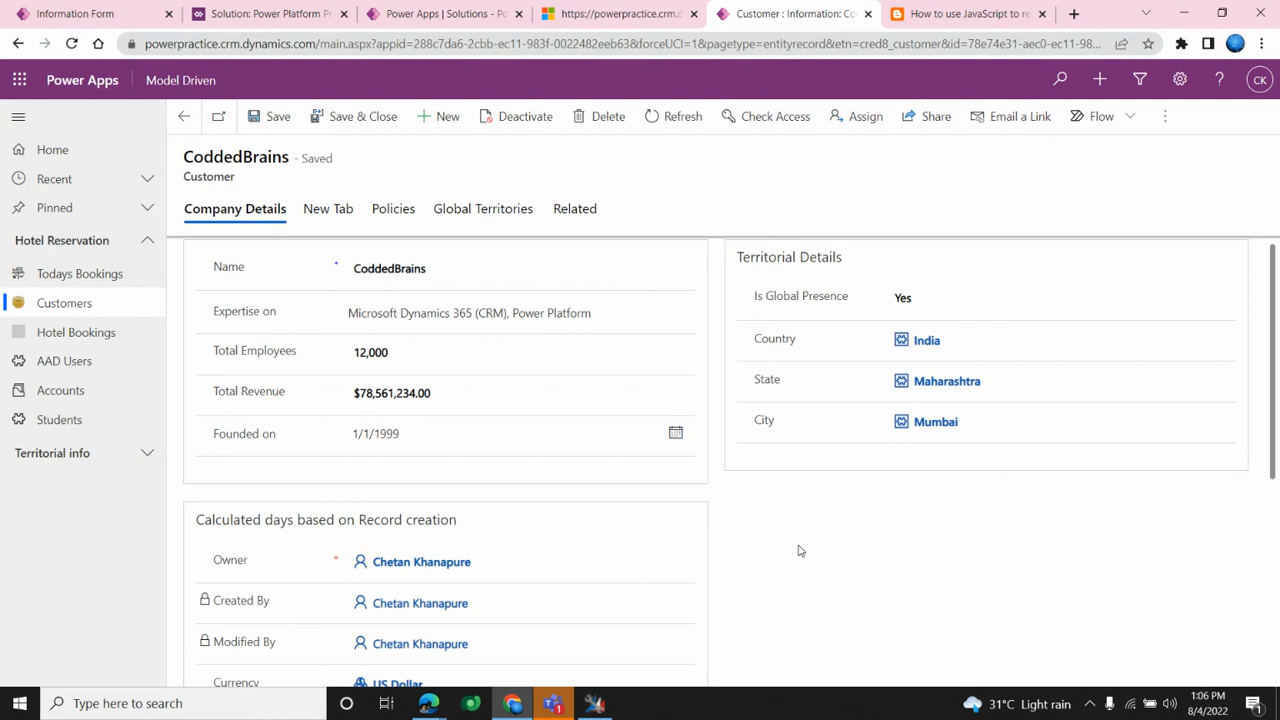 Information Form
Solution: Power Platform Pr
Power Apps | Solutions - Po
https://powerpractice.crm.dy
Customer : Information: Co
How to use JavaScript to re
powerpractice.crm.dynamics.com/main.aspx?appid=288c7da6-2cbb-ec11-983f-0022482eeb63&forceUCI=1&pagetype=entityrecord&etn=cred8_customer&id=78e74e31-aec0-ec11-98...
Power Apps
Model Driven
CK
Save
Save & Close
New
Deactivate
Delete
Refresh
Check Access
Assign
Share
Email a Link
Flow
CoddedBrains - Saved
Customer
Company Details
New Tab
Policies
Global Territories
Related
Home
Recent
Pinned
Hotel Reservation
Todays Bookings
Customers
Hotel Bookings
AAD Users
Accounts
Students
Territorial info
Name * CoddedBrains
Expertise on Microsoft Dynamics 365 (CRM), Power Platform
Total Employees 12,000
Total Revenue $78,561,234.00
Founded on 1/1/1999
Territorial Details
Is Global Presence Yes
Country India
State Maharashtra
City Mumbai
Calculated days based on Record creation
Owner * Chetan Khanapure
Created By Chetan Khanapure
Modified By Chetan Khanapure
Currency US Dollar
Type here to search
31°C Light rain
1:06 PM
8/4/2022